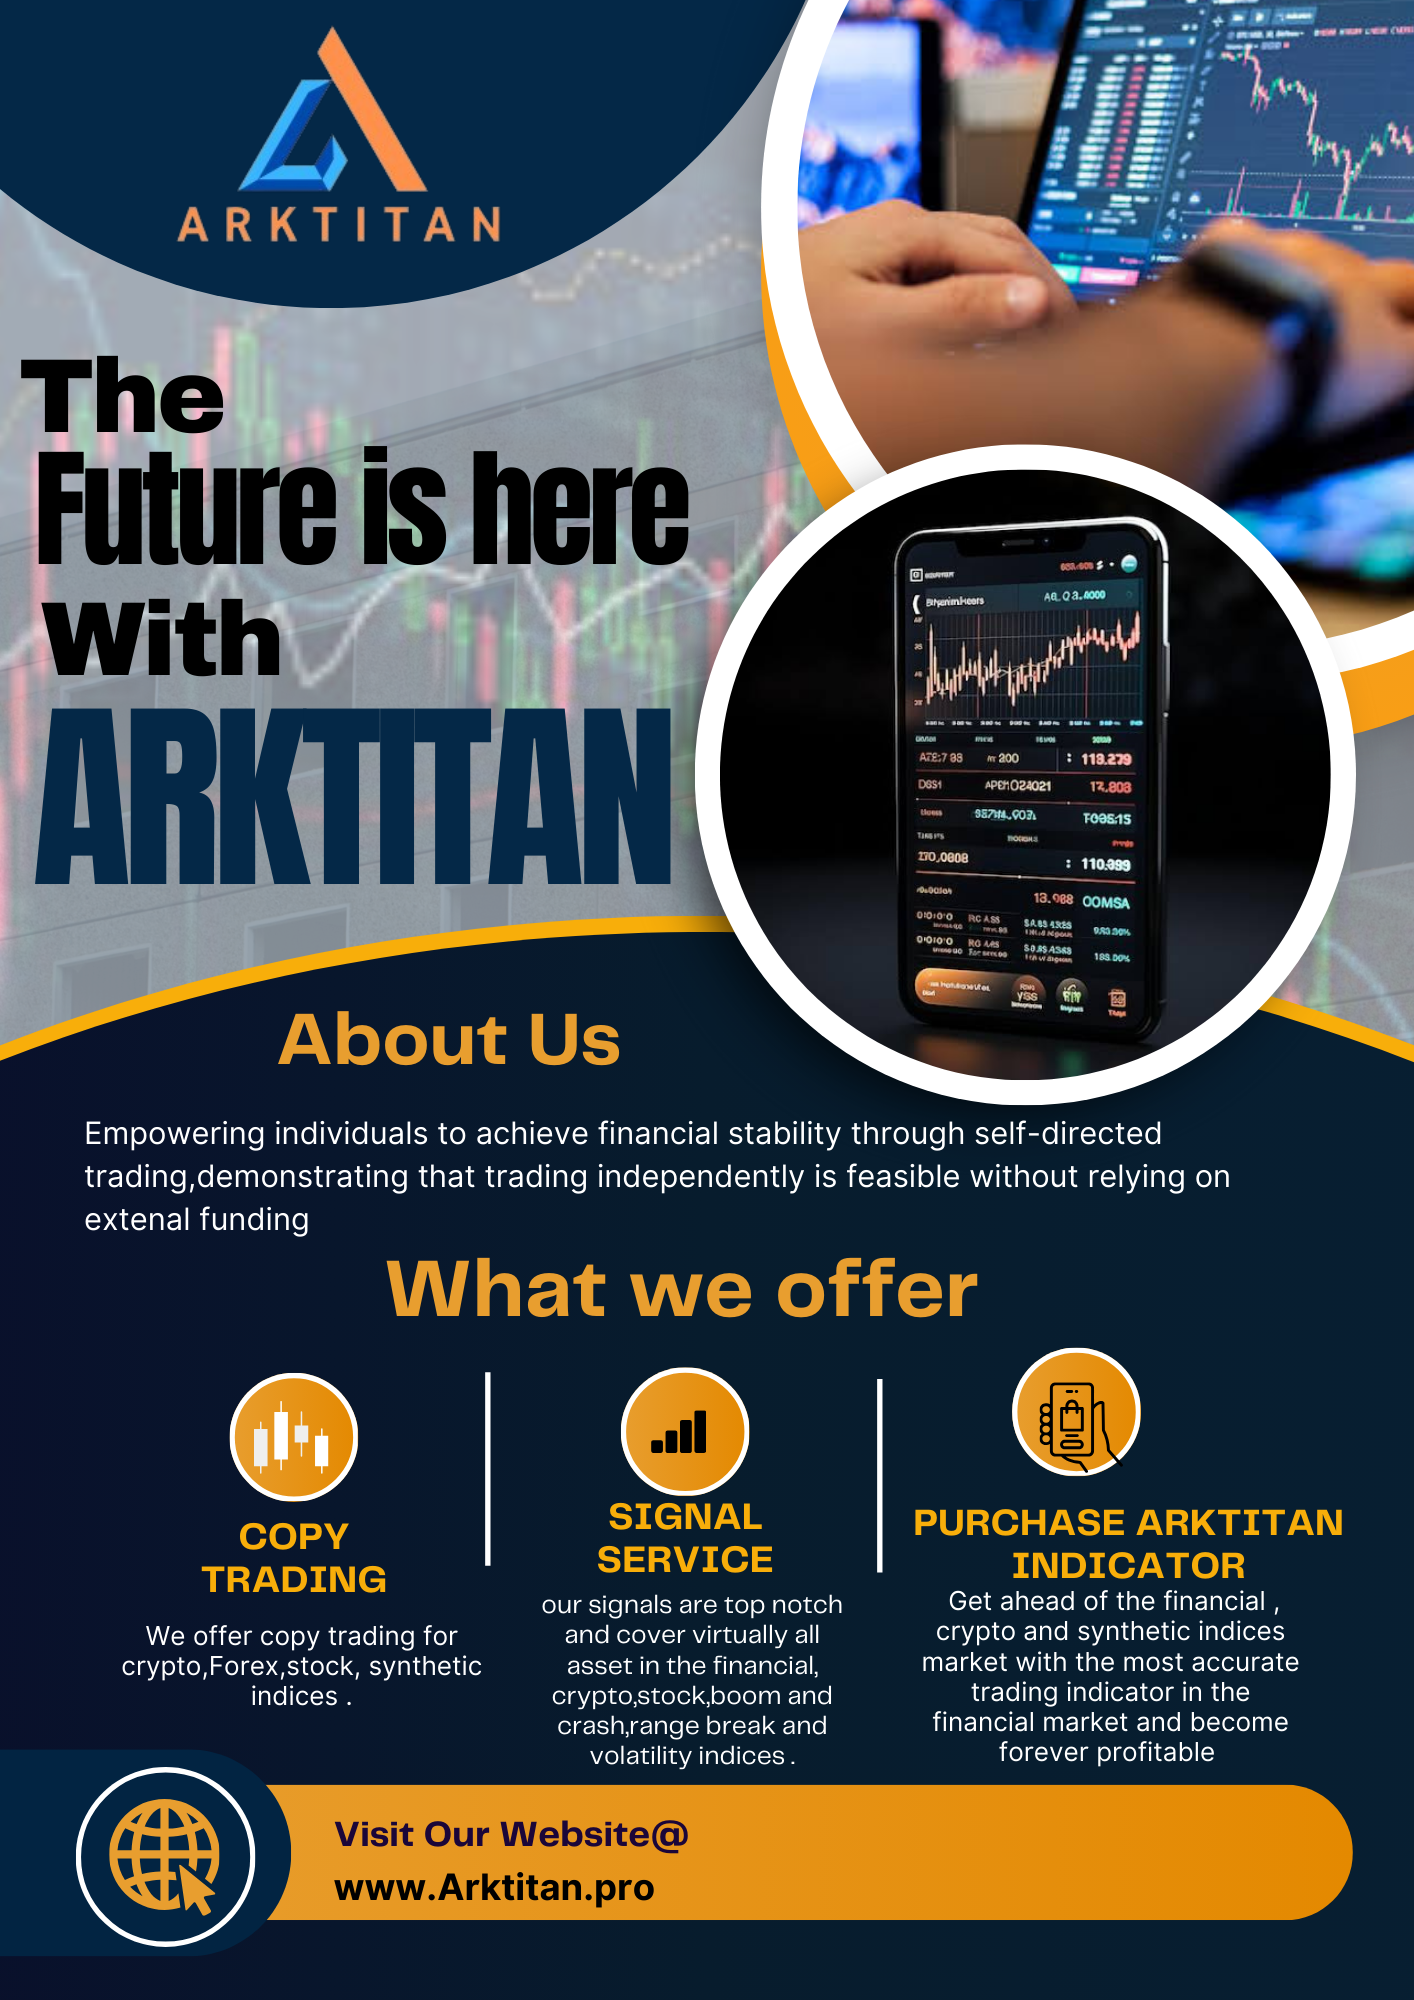 ARKTITAN
The
Future is here
With
ARKTITAN
About Us
Empowering individuals to achieve financial stability through self-directed
trading,demonstrating that trading independently is feasible without relying on
extenal funding
What we offer
COPY
TRADING
We offer copy trading for
crypto,Forex,stock, synthetic
indices .
SIGNAL
SERVICE
our signals are top notch
and cover virtually all
asset in the financial,
crypto,stock,boom and
crash,range break and
volatility indices .
PURCHASE ARKTITAN
INDICATOR
Get ahead of the financial ,
crypto and synthetic indices
market with the most accurate
trading indicator in the
financial market and become
forever profitable
Visit Our Website@
www.Arktitan.pro